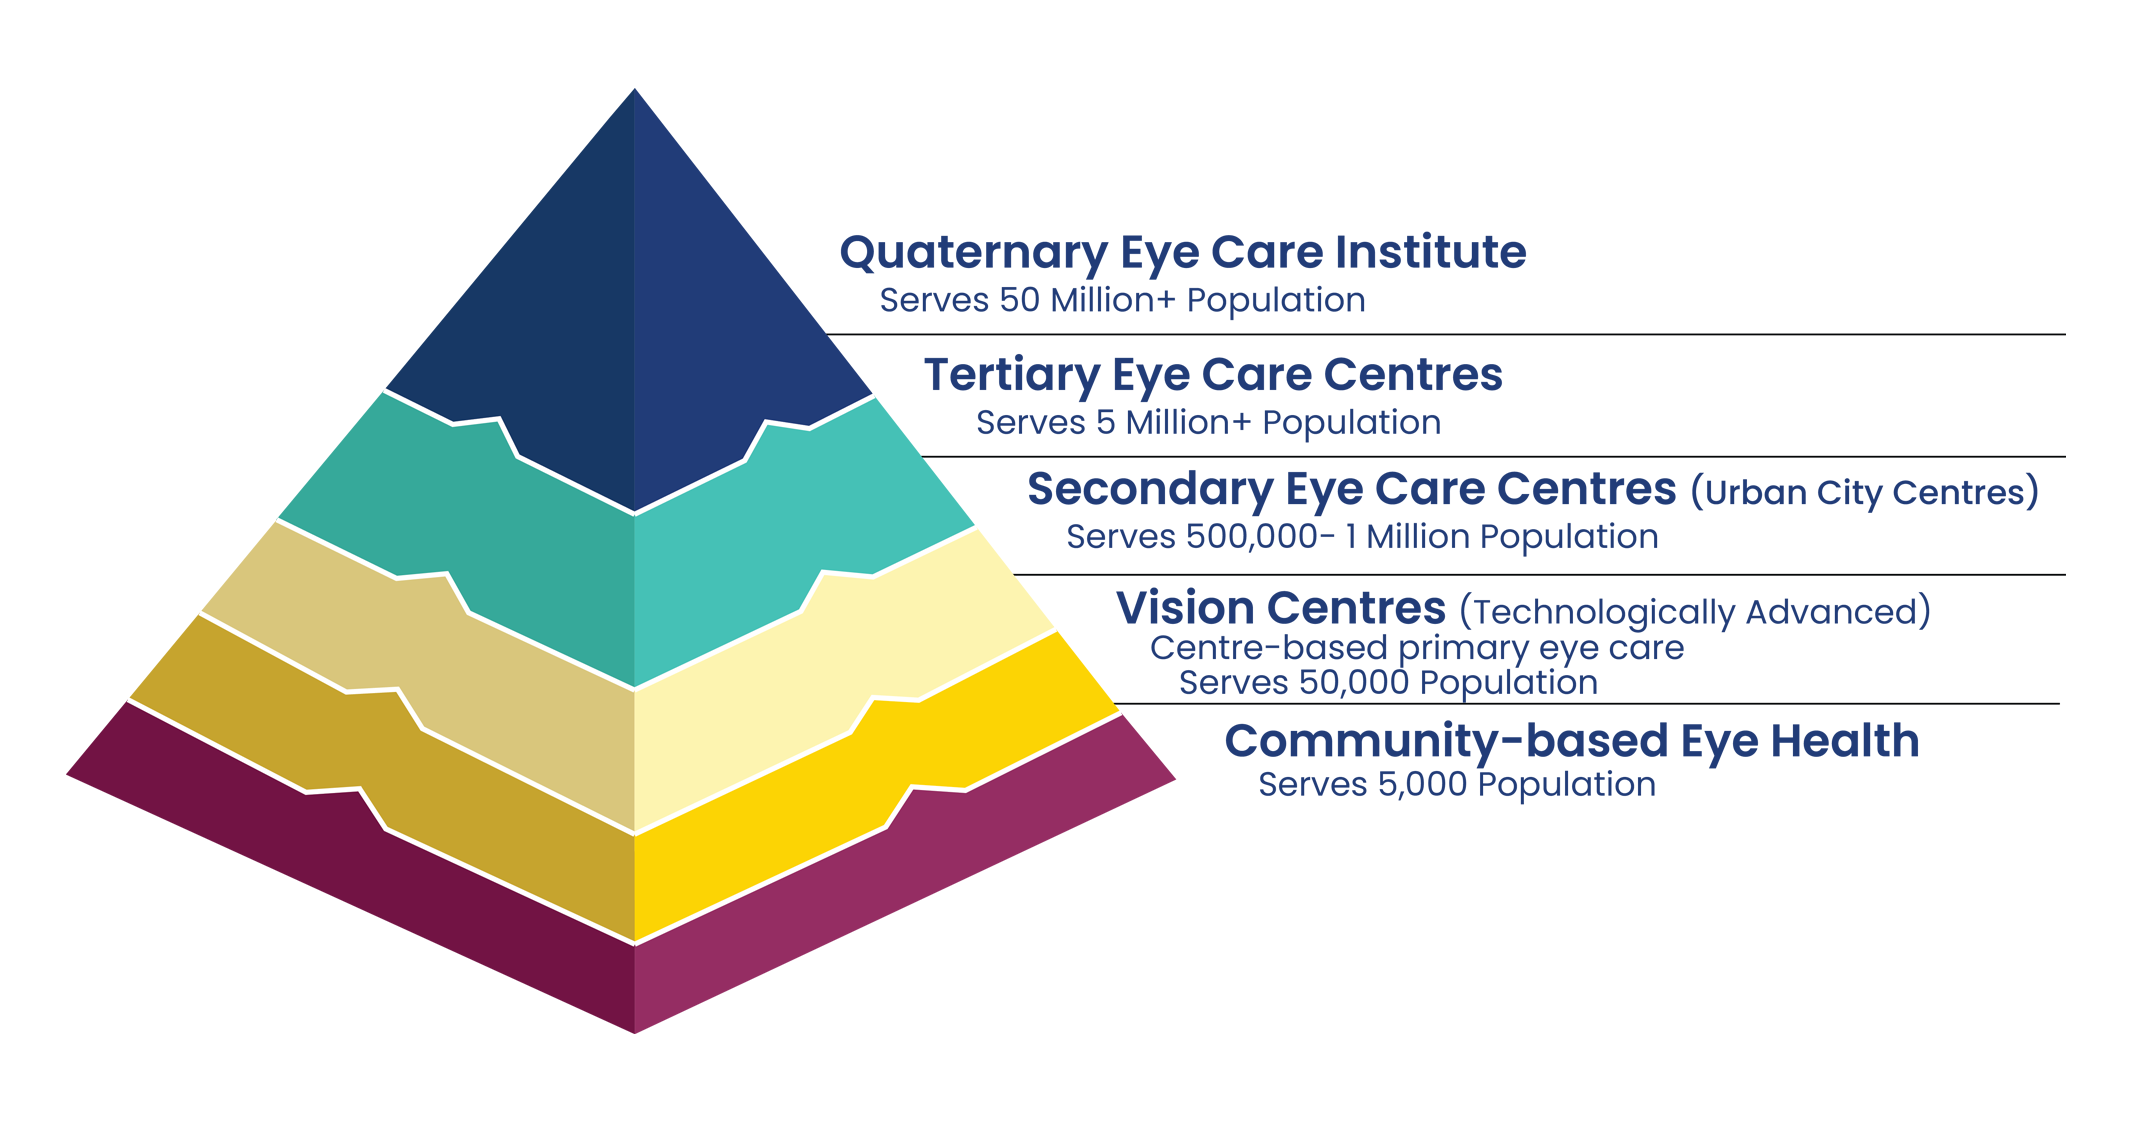 Quaternary Eye Care Institute
Serves 50 Million+ Population
Tertiary Eye Care Centres
Serves 5 Million+ Population
Secondary Eye Care Centres (Urban City Centres)
Serves 500,000- 1 Million Population
Vision Centres (Technologically Advanced)
Centre-based primary eye care
Serves 50,000 Population
Community-based Eye Health
Serves 5,000 Population